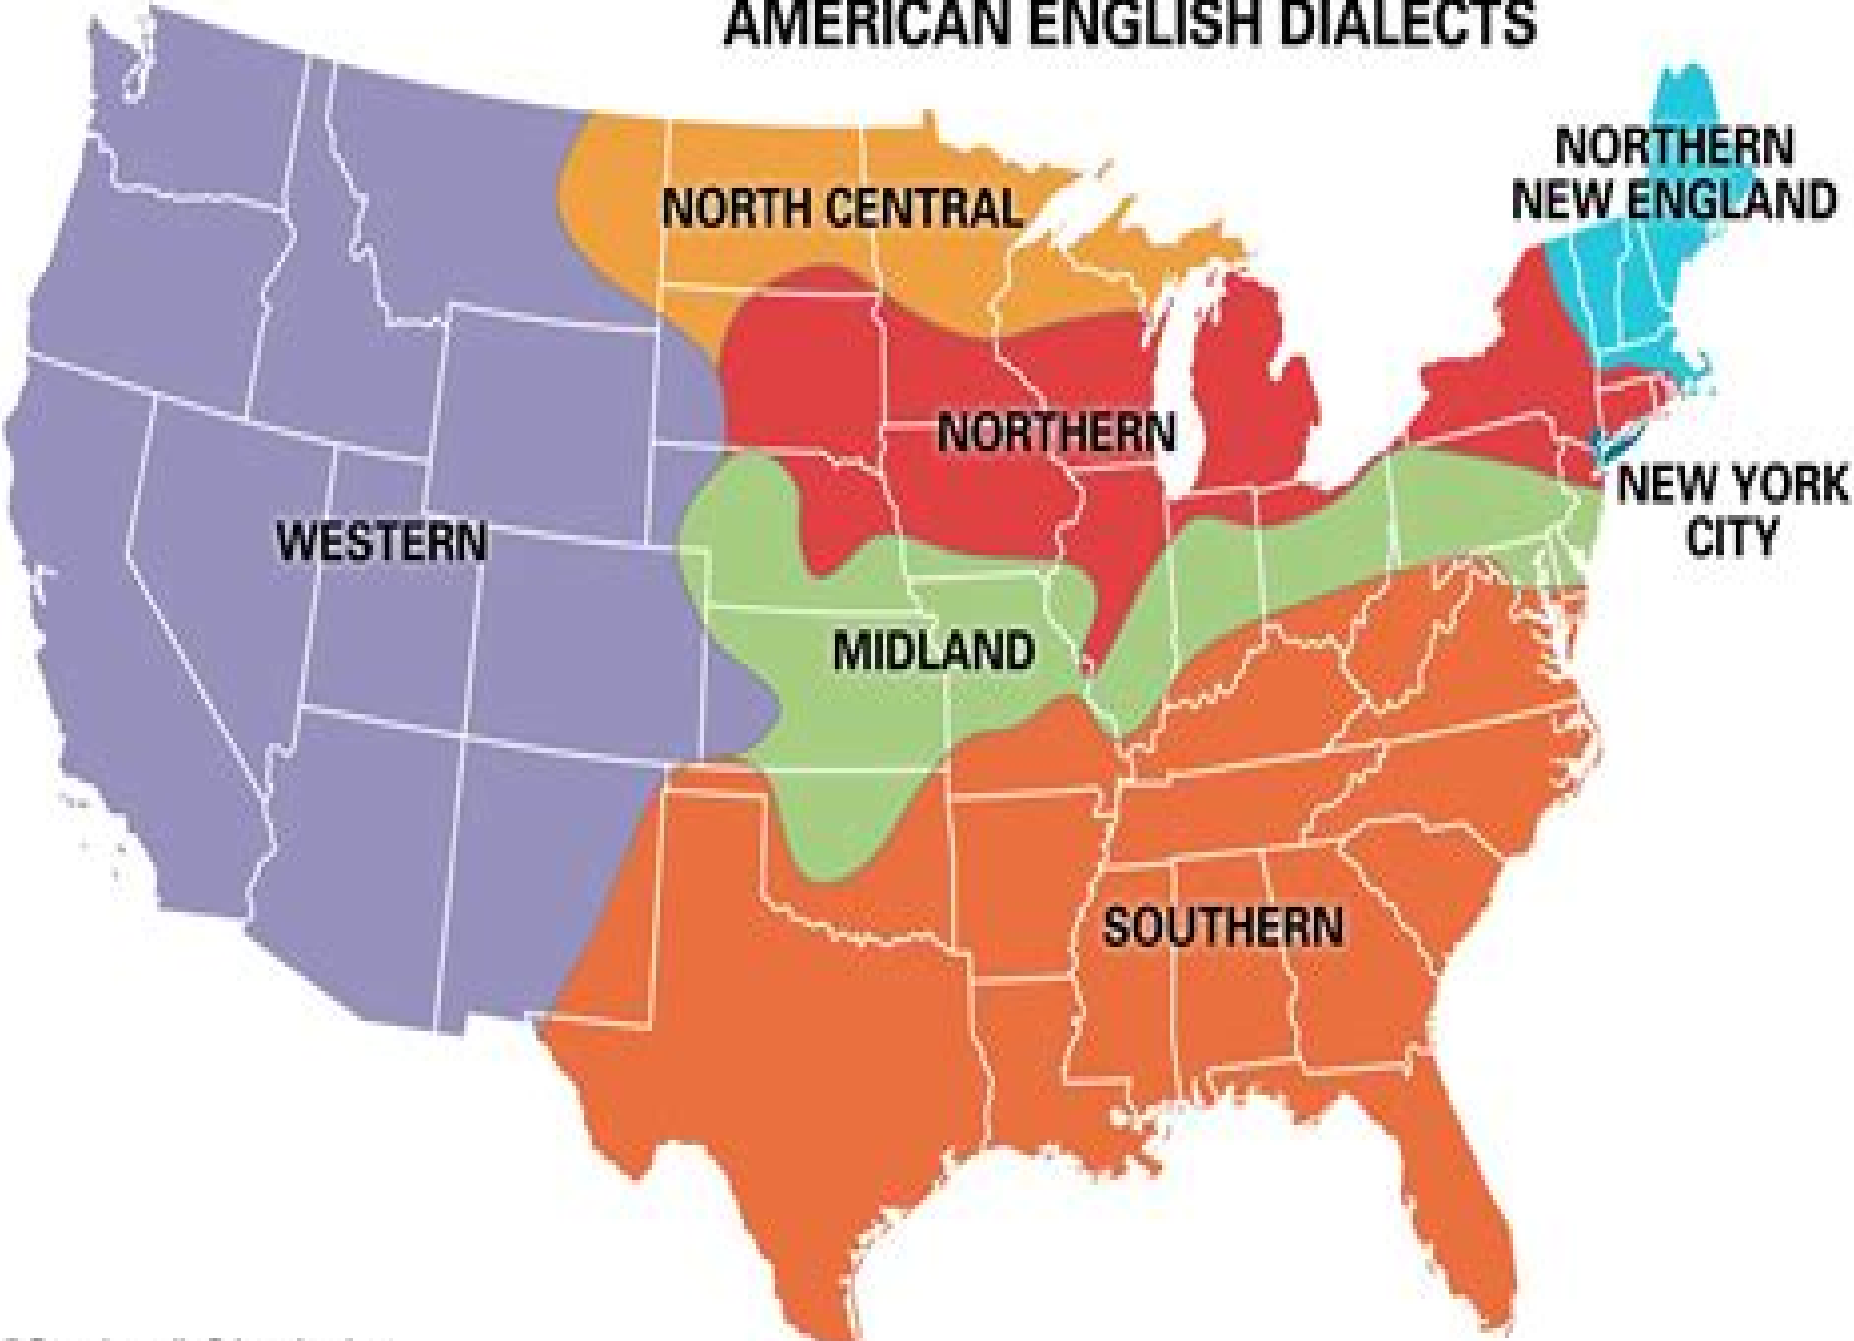 AMERICAN ENGLISH DIALECTS
NORTHERN
NEW ENGLAND
NORTH CENTRAL
NORTHERN
NEW YORK
CITY
WESTERN
MIDLAND
SOUTHERN